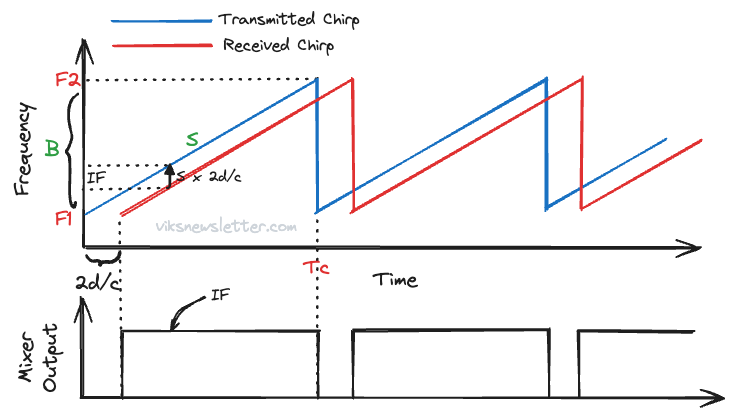 Transmitted Chirp
Received Chirp
Frequency
F2
B
S
IF
S x 2d/c
F1
viksnewsletter.com
2d/c
Tc
Time
Mixer
Output
IF